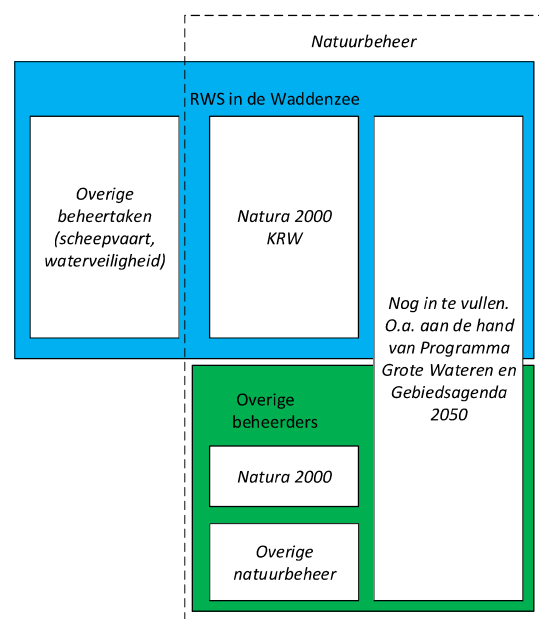 Natuurbeheer
RWS in de Waddenzee
Overige
beheertaken
(scheepvaart,
waterveiligheid)
Natura 2000
KRW
Nog in te vullen.
O.a. aan de hand
van Programma
Grote Wateren en
Gebiedsagenda
2050
Overige
beheerders
Natura 2000
Overige
natuurbeheer